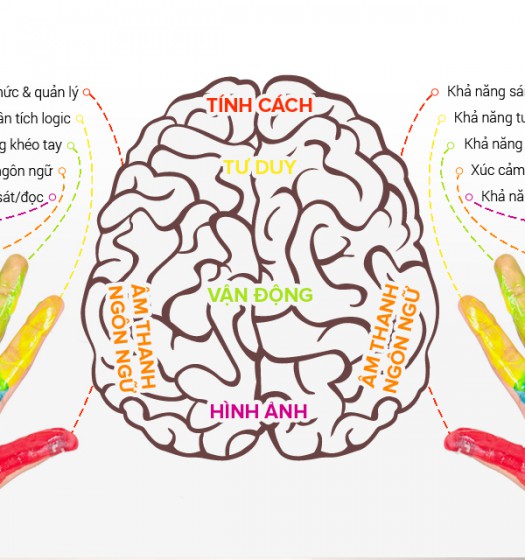 hức & quản lý
ân tích logic
g khéo tay
ngôn ngữ
sát/đọc
TÍNH CÁCH
TƯ DUY
VẬN ĐỘNG
ÂM THANH
NGÔN NGỮ
ÂM THANH
NGÔN NGỮ
HÌNH ẢNH
Khả năng sá
Khả năng tu
Khả năng
Xúc cảm
Khả nă